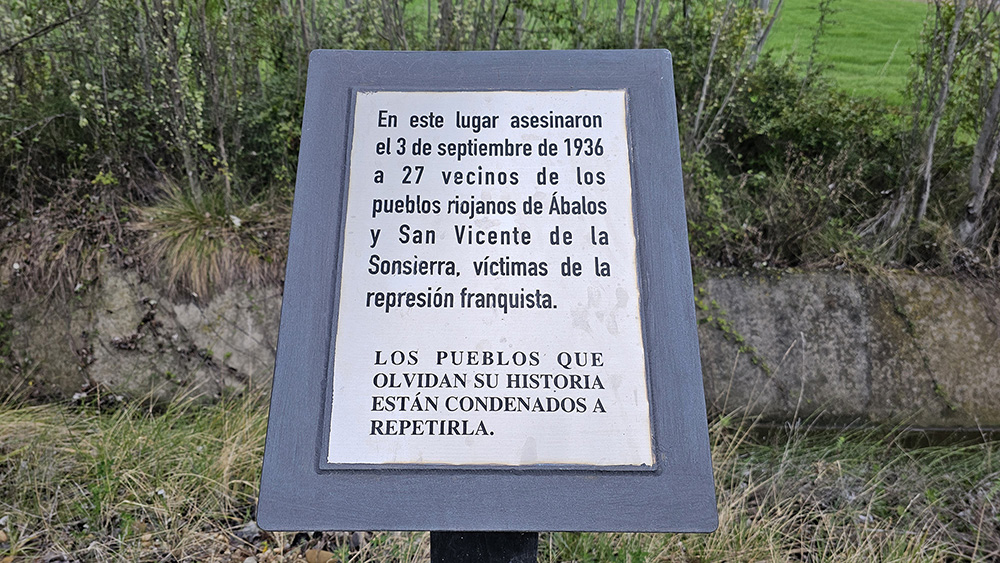 En este lugar asesinaron
el 3 de septiembre de 1936
a 27 vecinos de los
pueblos riojanos de Ábalos
y San Vicente de la
Sonsierra, víctimas de la
represión franquista.
LOS PUEBLOS QUE
OLVIDAN SU HISTORIA
ESTÁN CONDENADOS A
REPETIRLA.